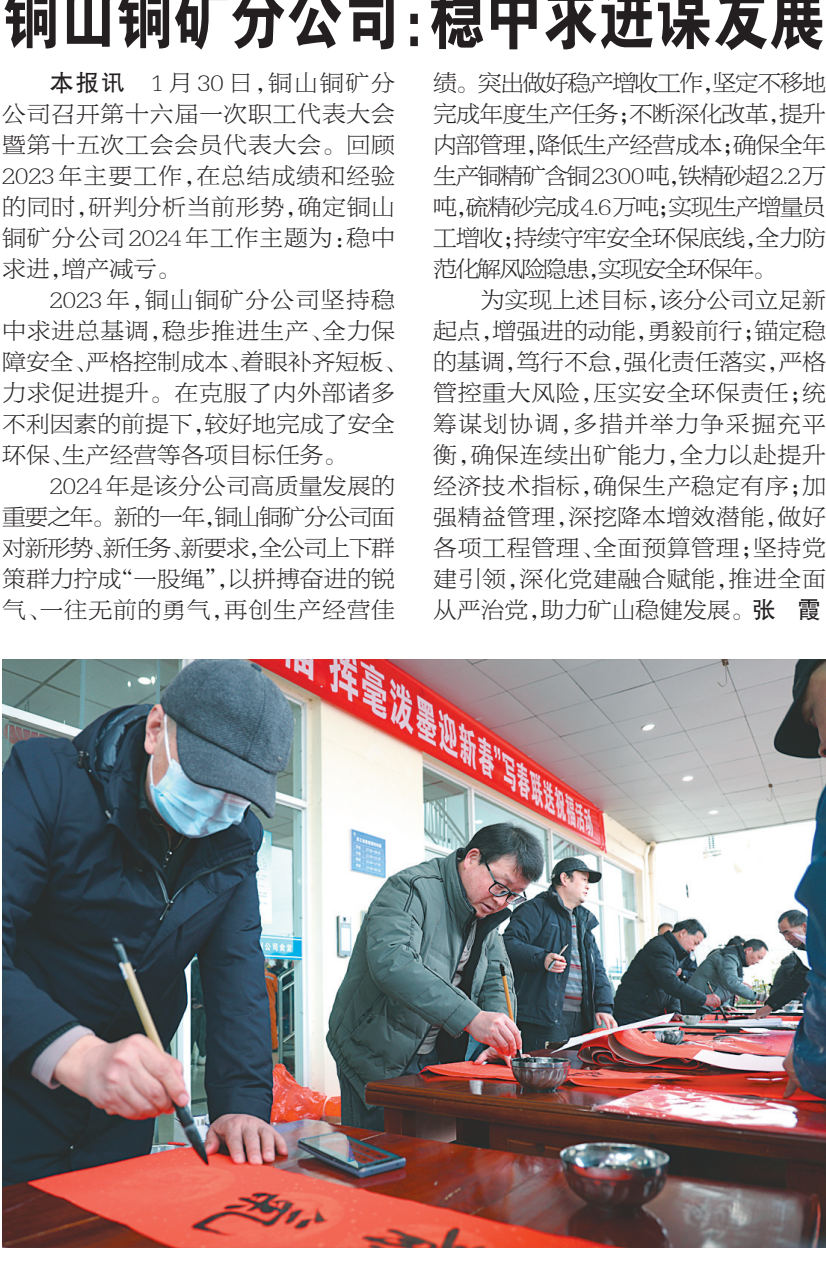 铜山铜矿分公司：稳中求进谋发展
本报讯　1月30日，铜山铜矿分
公司召开第十六届一次职工代表大会
暨第十五次工会会员代表大会。回顾
2023年主要工作，在总结成绩和经验
的同时，研判分析当前形势，确定铜山
铜矿分公司2024年工作主题为：稳中
求进，增产减亏。
2023年，铜山铜矿分公司坚持稳
中求进总基调，稳步推进生产、全力保
障安全、严格控制成本、着眼补齐短板、
力求促进提升。在克服了内外部诸多
不利因素的前提下，较好地完成了安全
环保、生产经营等各项目标任务。
2024年是该分公司高质量发展的
重要之年。新的一年，铜山铜矿分公司面
对新形势、新任务、新要求，全公司上下群
策群力拧成“一股绳”，以拼搏奋进的锐
气、一往无前的勇气，再创生产经营佳
绩。突出做好稳产增收工作，坚定不移地
完成年度生产任务；不断深化改革，提升
内部管理，降低生产经营成本；确保全年
生产铜精矿含铜2300吨，铁精砂超2.2万
吨，硫精砂完成4.6万吨；实现生产增量员
工增收；持续守牢安全环保底线，全力防
范化解风险隐患，实现安全环保年。
为实现上述目标，该分公司立足新
起点，增强进的动能，勇毅前行；锚定稳
的基调，笃行不怠，强化责任落实，严格
管控重大风险，压实安全环保责任；统
筹谋划协调，多措并举力争采掘充平
衡，确保连续出矿能力，全力以赴提升
经济技术指标，确保生产稳定有序；加
强精益管理，深挖降本增效潜能，做好
各项工程管理、全面预算管理；坚持党
建引领，深化党建融合赋能，推进全面
从严治党，助力矿山稳健发展。张　霞
福“挥毫泼墨迎新春”写春联送祝福活动
公司食堂